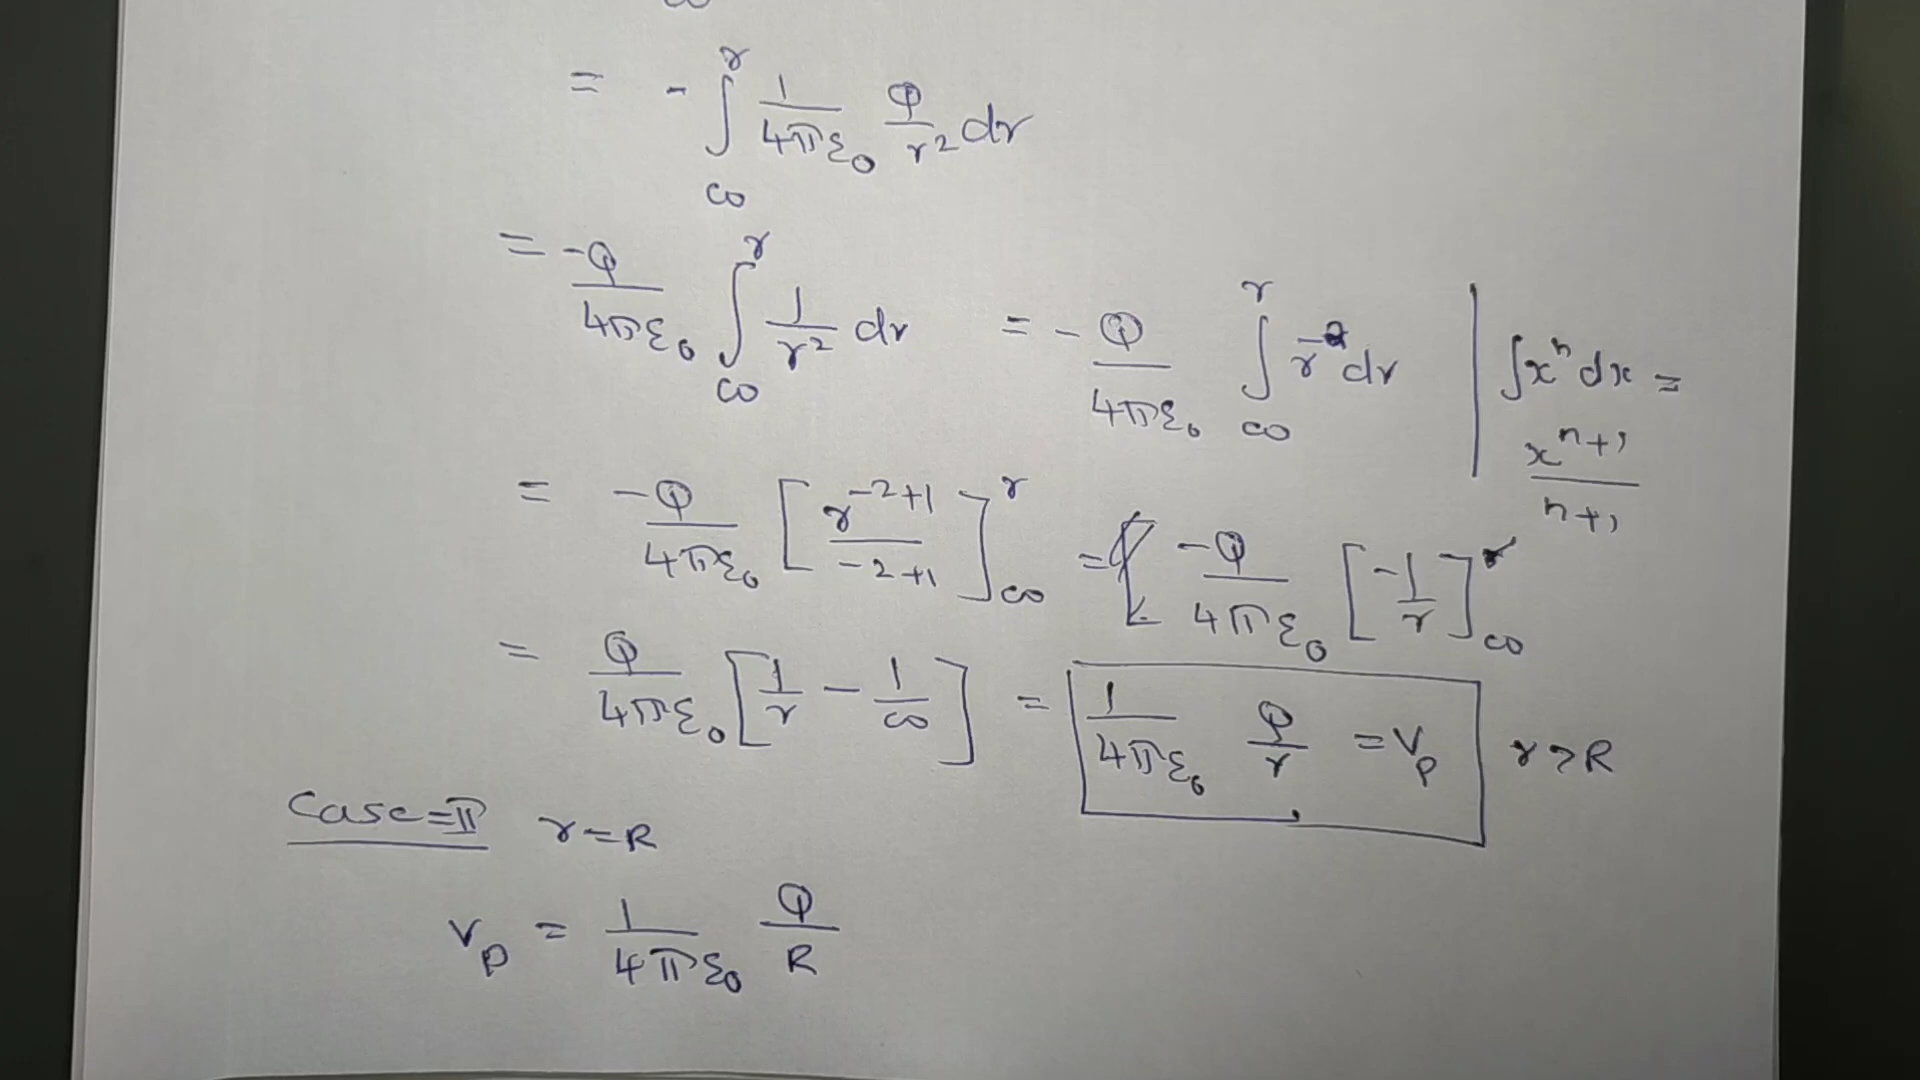 = - ∫_∞^r 1/(4πε₀) Q/r² dr
= -Q/(4πε₀) ∫_∞^r 1/r² dr = - Q/(4πε₀) ∫_∞^r r⁻² dr | ∫xⁿ dx =
xⁿ⁺¹/(n+1)
= -Q/(4πε₀) [r⁻²⁺¹/(-2+1)]_∞^r = -Q/(4πε₀) [-1/r]_∞^r
= Q/(4πε₀) [1/r - 1/∞] = 1/(4πε₀) Q/r = V_p r>R
Case=II r=R
V_p = 1/(4πε₀) Q/R